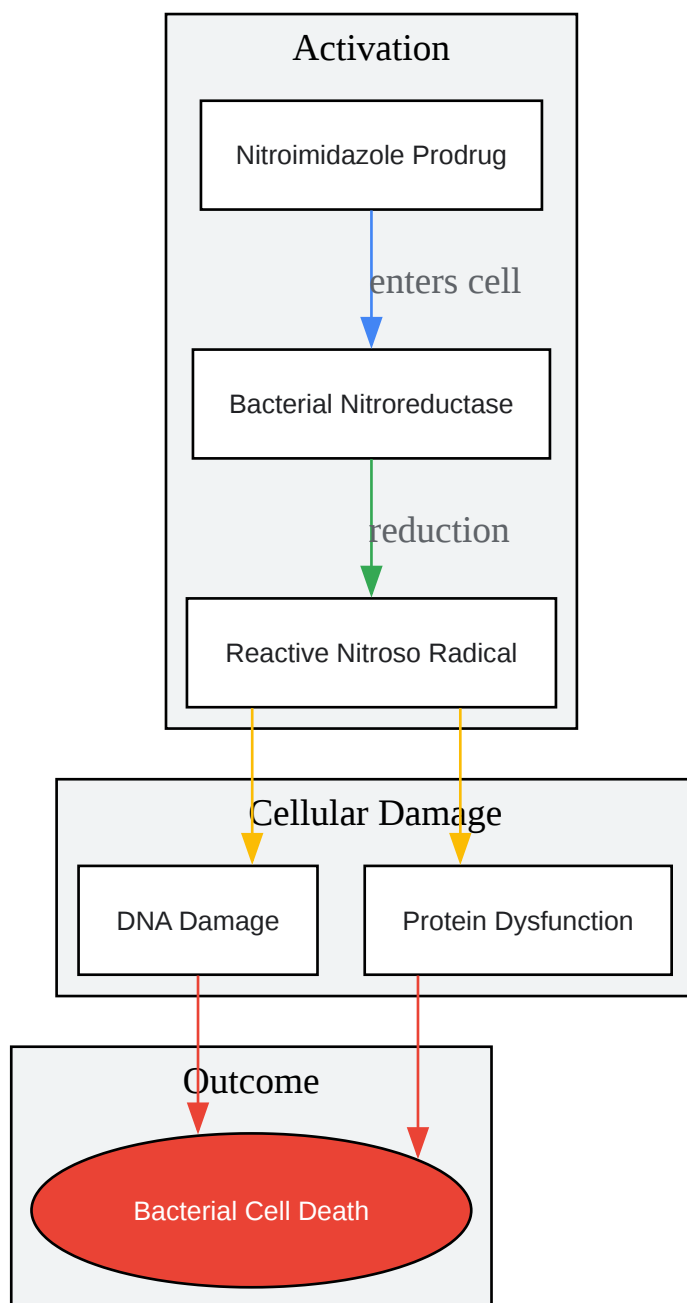 Activation
Nitroimidazole Prodrug
enters cell
Bacterial Nitroreductase
reduction
Reactive Nitroso Radical
Cellular Damage
DNA Damage
Protein Dysfunction
Outcome
Bacterial Cell Death